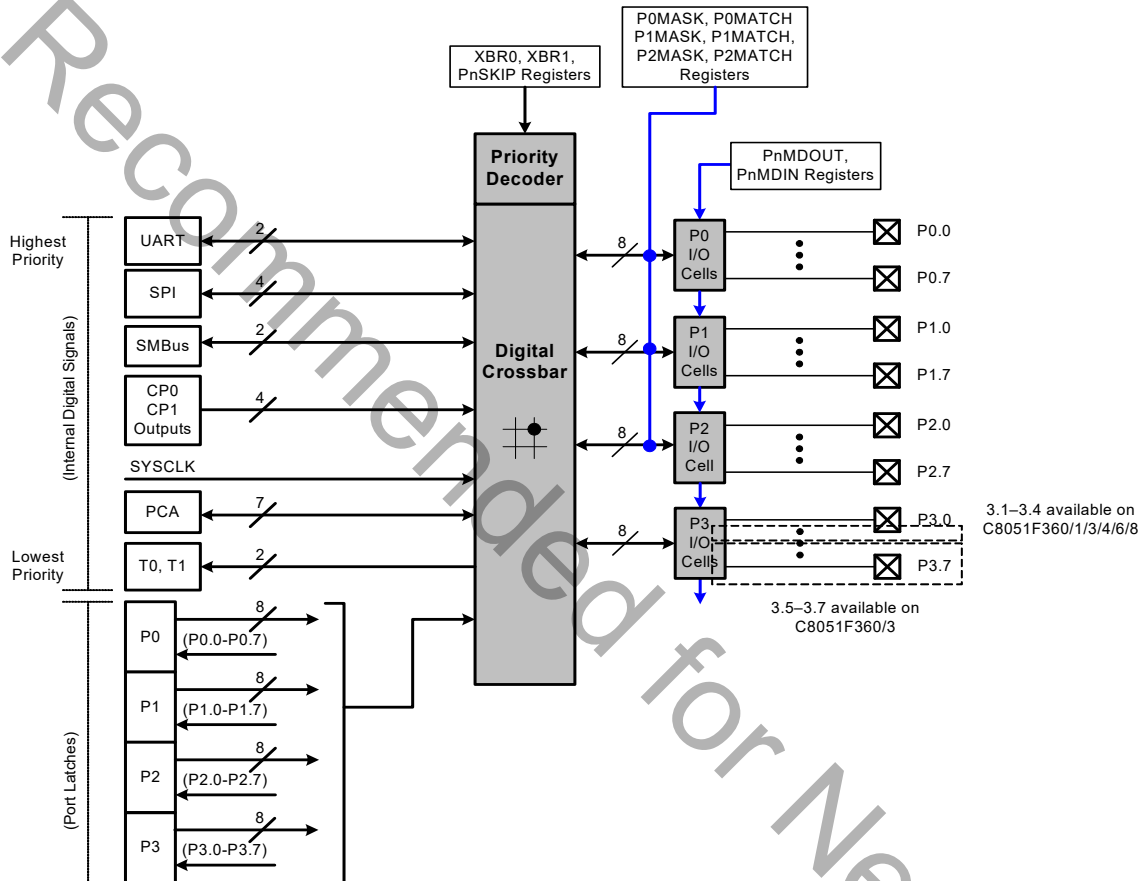 P0MASK, P0MATCH
P1MASK, P1MATCH,
P2MASK, P2MATCH
Registers
XBR0, XBR1,
PnSKIP Registers
PnMDOUT,
PnMDIN Registers
Priority
Decoder
Highest
Priority
(Internal Digital Signals)
Lowest
Priority
UART
2
SPI
4
SMBus
2
CP0
CP1
Outputs
4
SYSCLK
PCA
7
T0, T1
2
Digital
Crossbar
8
P0
I/O
Cells
P0.0
P0.7
8
P1
I/O
Cells
P1.0
P1.7
8
P2
I/O
Cell
P2.0
P2.7
8
P3
I/O
Cells
P3.0
P3.7
3.1–3.4 available on
C8051F360/1/3/4/6/8
3.5–3.7 available on
C8051F360/3
(Port Latches)
P0
8
(P0.0-P0.7)
P1
8
(P1.0-P1.7)
P2
8
(P2.0-P2.7)
P3
8
(P3.0-P3.7)
Recommended for Ne